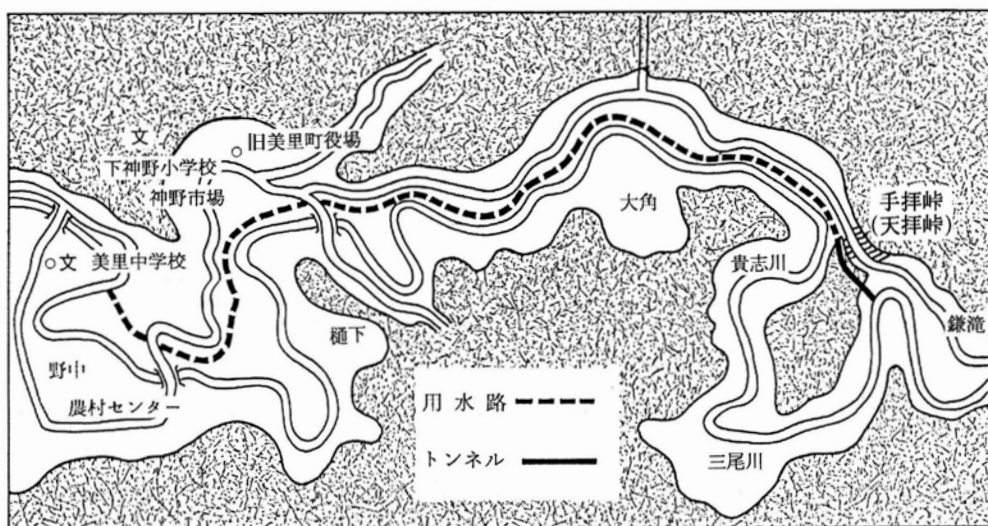 文
旧美里町役場
下神野小学校
神野市場
文
美里中学校
大角
手拝峠
(天拝峠)
貴志川
鎌滝
樋下
野中
農村センター
三尾川
用水路
トンネル